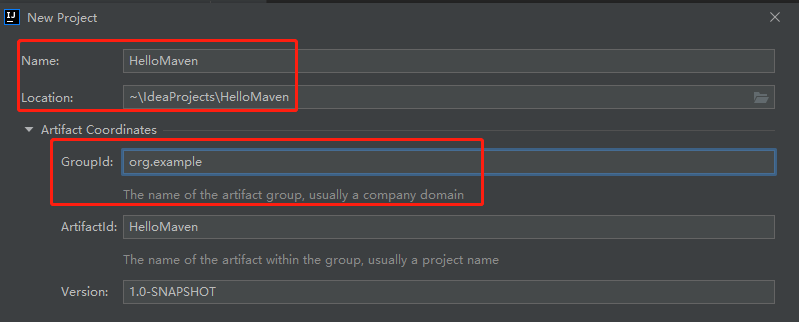 IJ New Project
Name: HelloMaven
Location: ~\IdeaProjects\HelloMaven
Artifact Coordinates
GroupId: org.example
The name of the artifact group, usually a company domain
ArtifactId: HelloMaven
The name of the artifact within the group, usually a project name
Version: 1.0-SNAPSHOT